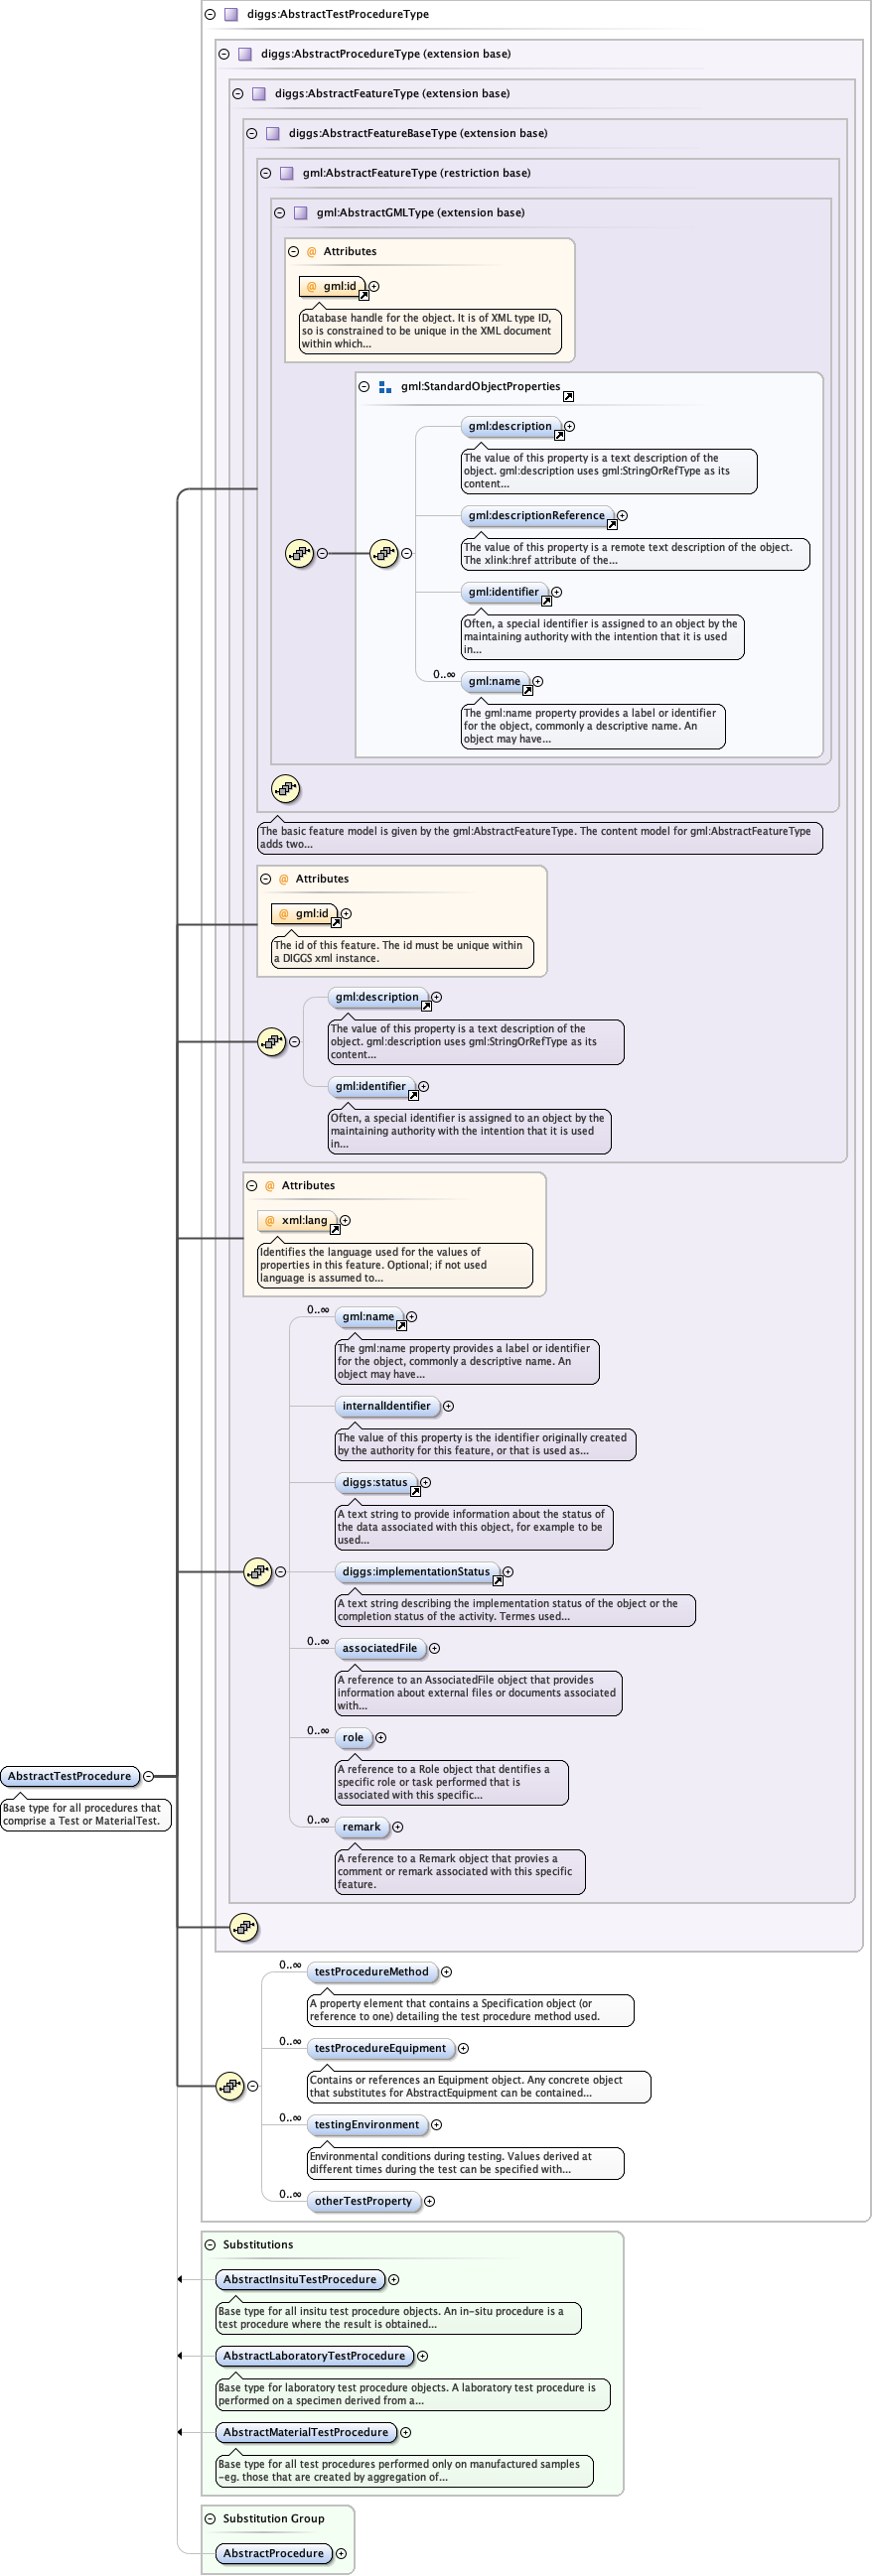 diggs:AbstractTestProcedureType
diggs:AbstractProcedureType (extension base)
diggs:AbstractFeatureType (extension base)
diggs:AbstractFeatureBaseType (extension base)
gml:AbstractFeatureType (restriction base)
gml:AbstractGMLType (extension base)
@ Attributes
@ gml:id
Database handle for the object. It is of XML type ID,
so is constrained to be unique in the XML document
within which...
gml:StandardObjectProperties
gml:description
The value of this property is a text description of the
object. gml:description uses gml:StringOrRefType as its
content...
gml:descriptionReference
The value of this property is a remote text description of the object.
The xlink:href attribute of the...
gml:identifier
Often, a special identifier is assigned to an object by the
maintaining authority with the intention that it is used
in...
0..∞ gml:name
The gml:name property provides a label or identifier
for the object, commonly a descriptive name. An
object may have...
The basic feature model is given by the gml:AbstractFeatureType. The content model for gml:AbstractFeatureType
adds two...
@ Attributes
@ gml:id
The id of this feature. The id must be unique within
a DIGGS xml instance.
gml:description
The value of this property is a text description of the
object. gml:description uses gml:StringOrRefType as its
content...
gml:identifier
Often, a special identifier is assigned to an object by the
maintaining authority with the intention that it is used
in...
@ Attributes
@ xml:lang
Identifies the language used for the values of
properties in this feature. Optional; if not used
language is assumed to...
0..∞ gml:name
The gml:name property provides a label or identifier
for the object, commonly a descriptive name. An
object may have...
internalIdentifier
The value of this property is the identifier originally created
by the authority for this feature, or that is used as...
diggs:status
A text string to provide information about the status of
the data associated with this object, for example to be
used...
diggs:implementationStatus
A text string describing the implementation status of the object or the
completion status of the activity. Termes used...
0..∞ associatedFile
A reference to an AssociatedFile object that provides
information about external files or documents associated
with...
0..∞ role
A reference to a Role object that dentifies a
specific role or task performed that is
associated with this specific...
AbstractTestProcedure
Base type for all procedures that
comprise a Test or MaterialTest.
0..∞ remark
A reference to a Remark object that provies a
comment or remark associated with this specific
feature.
0..∞ testProcedureMethod
A property element that contains a Specification object (or
reference to one) detailing the test procedure method used.
0..∞ testProcedureEquipment
Contains or references an Equipment object. Any concrete object
that substitutes for AbstractEquipment can be contained...
0..∞ testingEnvironment
Environmental conditions during testing. Values derived at
different times during the test can be specified with...
0..∞ otherTestProperty
Substitutions
AbstractInsituTestProcedure
Base type for all insitu test procedure objects. An in-situ procedure is a
test procedure where the result is obtained...
AbstractLaboratoryTestProcedure
Base type for laboratory test procedure objects. A laboratory test procedure is
performed on a specimen derived from a...
AbstractMaterialTestProcedure
Base type for all test procedures performed only on manufactured samples
-eg. those that are created by aggregation of...
Substitution Group
AbstractProcedure